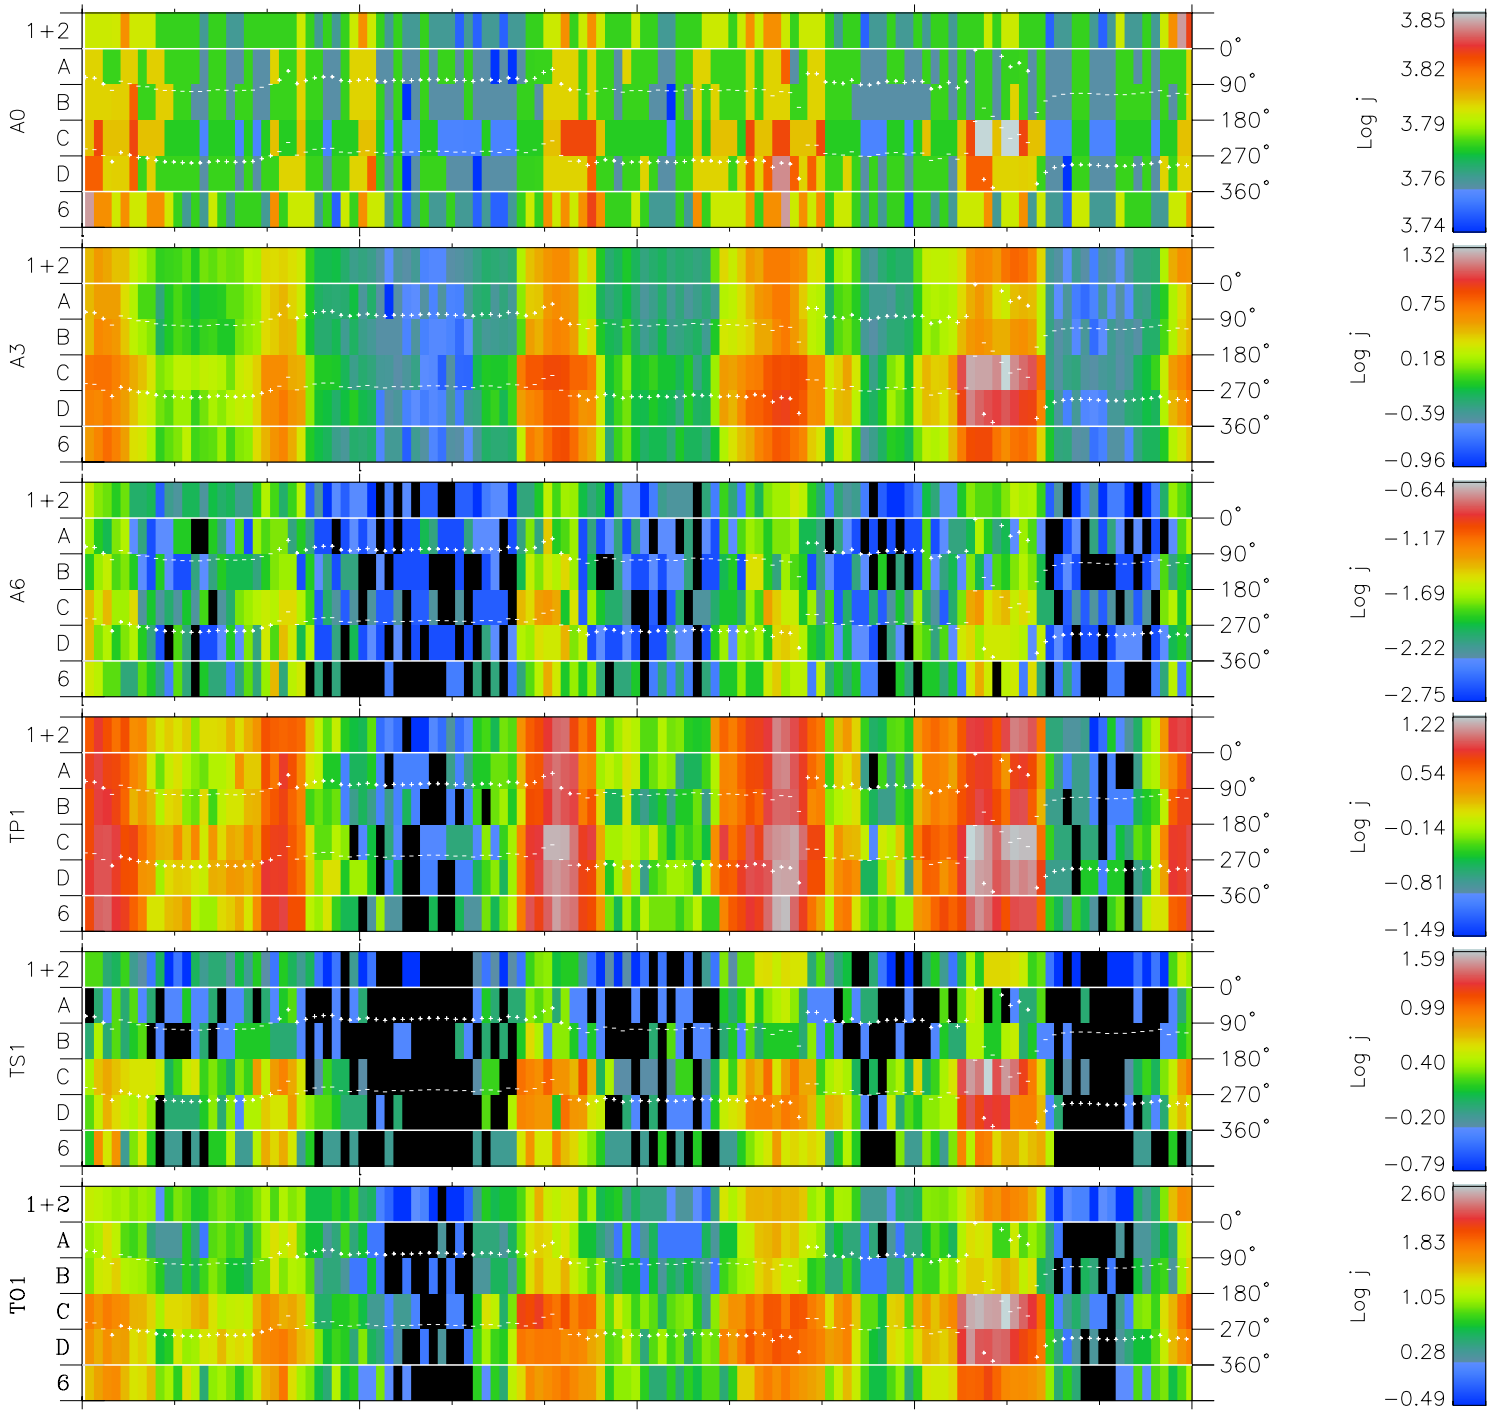 A0
1+2
A
B
C
D
6
0°
90°
180°
270°
360°
Log j
3.85
3.82
3.79
3.76
3.74
A3
1+2
A
B
C
D
6
0°
90°
180°
270°
360°
Log j
1.32
0.75
0.18
−0.39
−0.96
A6
1+2
A
B
C
D
6
0°
90°
180°
270°
360°
Log j
−0.64
−1.17
−1.69
−2.22
−2.75
TP1
1+2
A
B
C
D
6
0°
90°
180°
270°
360°
Log j
1.22
0.54
−0.14
−0.81
−1.49
TS1
1+2
A
B
C
D
6
0°
90°
180°
270°
360°
Log j
1.59
0.99
0.40
−0.20
−0.79
TO1
1+2
A
B
C
D
6
0°
90°
180°
270°
360°
Log j
2.60
1.83
1.05
0.28
−0.49